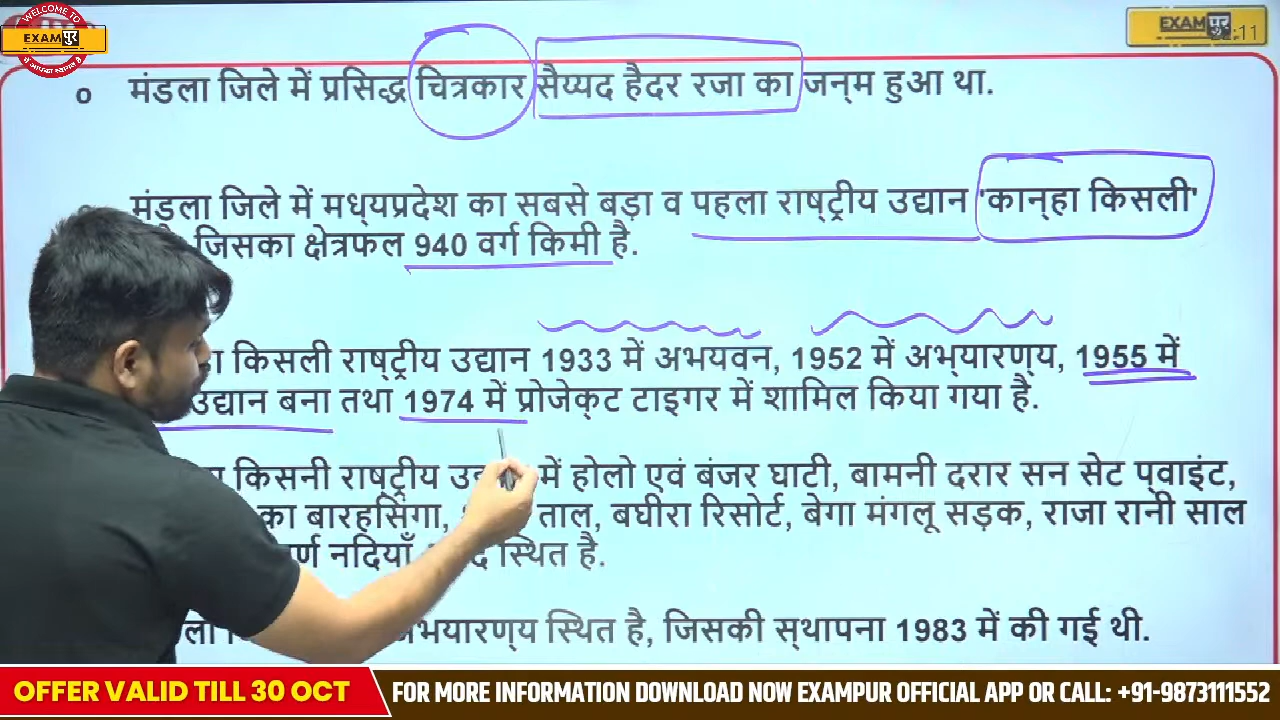 WELCOME TO
EXAMपुर
EXAMपुर :11
o मंडला जिले में प्रसिद्ध चित्रकार सैय्यद हैदर रजा का जन्म हुआ था.
मंडला जिले में मध्यप्रदेश का सबसे बड़ा व पहला राष्ट्रीय उद्यान 'कान्हा किसली'
जिसका क्षेत्रफल 940 वर्ग किमी है.
किसली राष्ट्रीय उद्यान 1933 में अभयवन, 1952 में अभ्यारण्य, 1955 में
उद्यान बना तथा 1974 में प्रोजेक्ट टाइगर में शामिल किया गया है.
किसनी राष्ट्रीय में होलो एवं बंजर घाटी, बामनी दरार सन सेट प्वाइंट,
का बारहसिंगा, ताल, बघीरा रिसोर्ट, बेगा मंगलू सड़क, राजा रानी साल
नदियाँ स्थित है.
स्थित है, जिसकी स्थापना 1983 में की गई थी.
OFFER VALID TILL 30 OCT FOR MORE INFORMATION DOWNLOAD NOW EXAMPUR OFFICIAL APP OR CALL: +91-9873111552